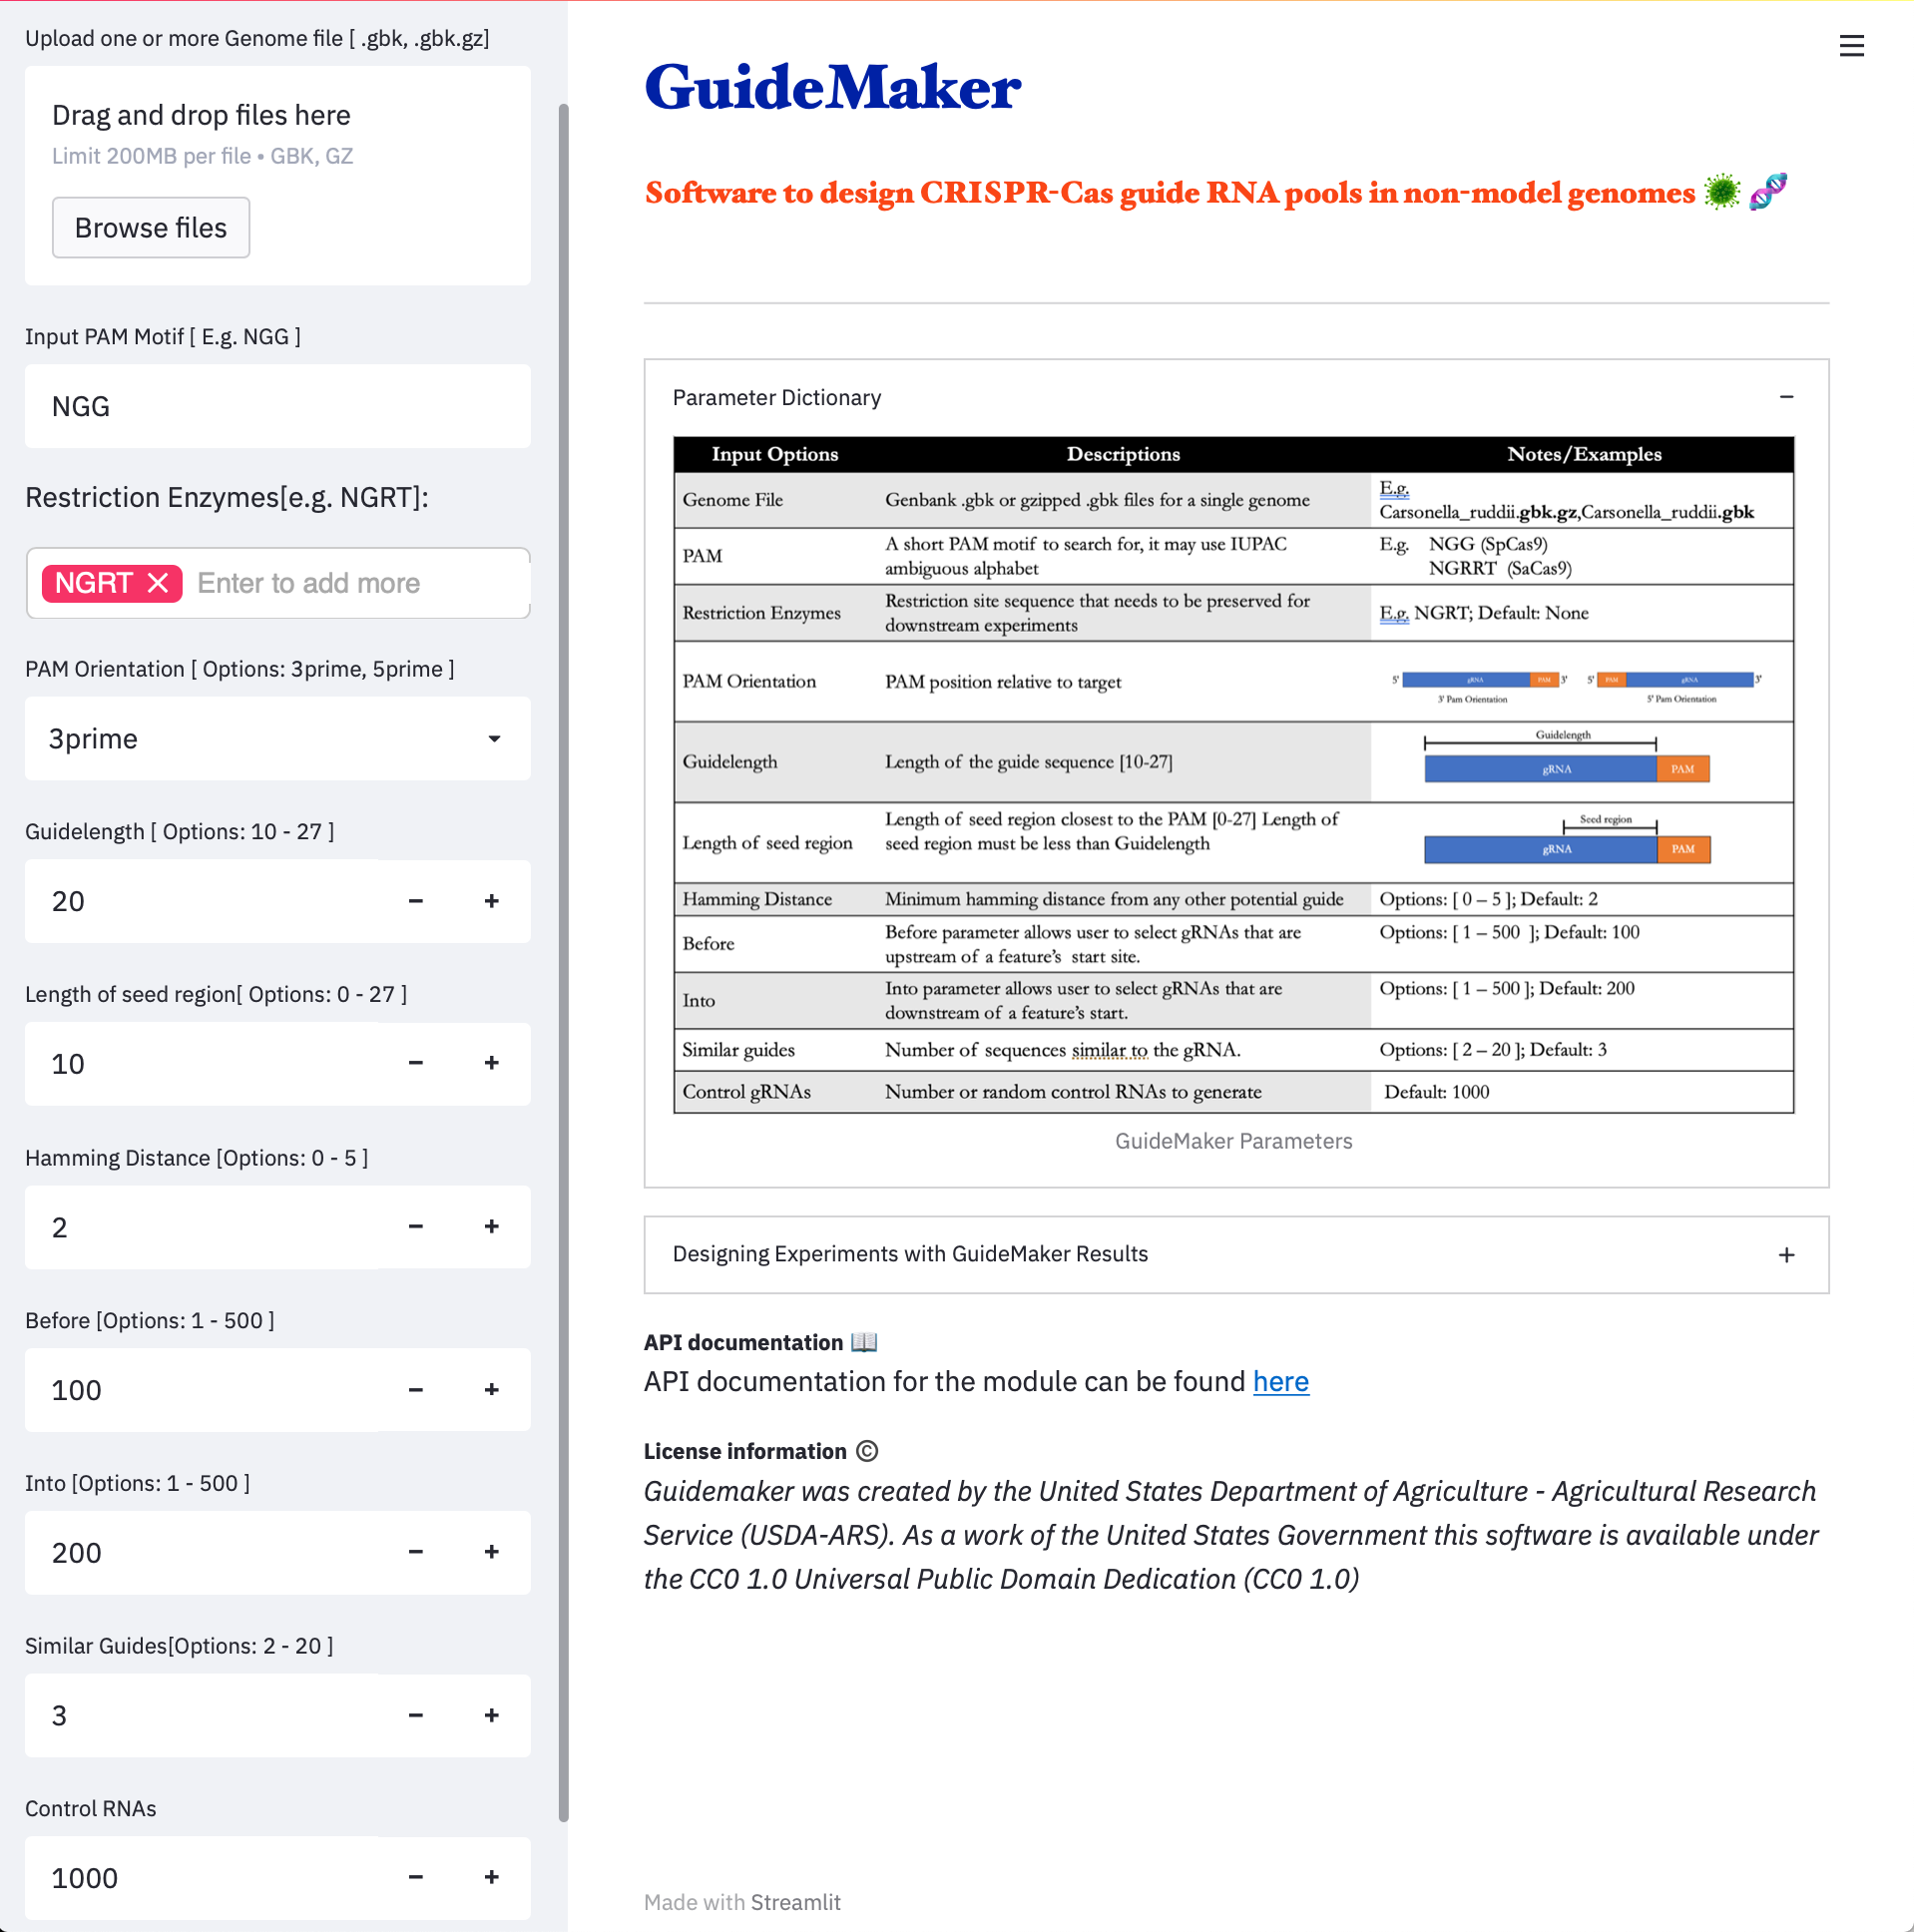 Upload one or more Genome file [ .gbk, .gbk.gz]
Drag and drop files here
Limit 200MB per file • GBK, GZ
Browse files
Input PAM Motif [ E.g. NGG ]
NGG
Restriction Enzymes[e.g. NGRT]:
NGRT ✕ Enter to add more
PAM Orientation [ Options: 3prime, 5prime ]
3prime
Guidelength [ Options: 10 - 27 ]
20 − +
Length of seed region[ Options: 0 - 27 ]
10 − +
Hamming Distance [Options: 0 - 5 ]
2 − +
Before [Options: 1 - 500 ]
100 − +
Into [Options: 1 - 500 ]
200 − +
Similar Guides[Options: 2 - 20 ]
3 − +
Control RNAs
1000 − +
GuideMaker
Software to design CRISPR-Cas guide RNA pools in non-model genomes 🦠 🧬
Parameter Dictionary −
Input Options Descriptions Notes/Examples
Genome File Genbank .gbk or gzipped .gbk files for a single genome E.g.
Carsonella_ruddii.gbk.gz,Carsonella_ruddii.gbk
PAM A short PAM motif to search for, it may use IUPAC
ambiguous alphabet
E.g. NGG (SpCas9)
NGRRT (SaCas9)
Restriction Enzymes Restriction site sequence that needs to be preserved for
downstream experiments
E.g. NGRT; Default: None
PAM Orientation PAM position relative to target
5' gRNA PAM 3' 5' PAM gRNA 3'
3' Pam Orientation 5' Pam Orientation
Guidelength Length of the guide sequence [10-27]
Guidelength
gRNA PAM
Length of seed region Length of seed region closest to the PAM [0-27] Length of
seed region must be less than Guidelength
Seed region
gRNA PAM
Hamming Distance Minimum hamming distance from any other potential guide Options: [ 0 – 5 ]; Default: 2
Before Before parameter allows user to select gRNAs that are
upstream of a feature's start site.
Options: [ 1 – 500 ]; Default: 100
Into Into parameter allows user to select gRNAs that are
downstream of a feature's start.
Options: [ 1 – 500 ]; Default: 200
Similar guides Number of sequences similar to the gRNA. Options: [ 2 – 20 ]; Default: 3
Control gRNAs Number or random control RNAs to generate Default: 1000
GuideMaker Parameters
Designing Experiments with GuideMaker Results +
API documentation 📖
API documentation for the module can be found here
License information ©
Guidemaker was created by the United States Department of Agriculture - Agricultural Research
Service (USDA-ARS). As a work of the United States Government this software is available under
the CC0 1.0 Universal Public Domain Dedication (CC0 1.0)
Made with Streamlit